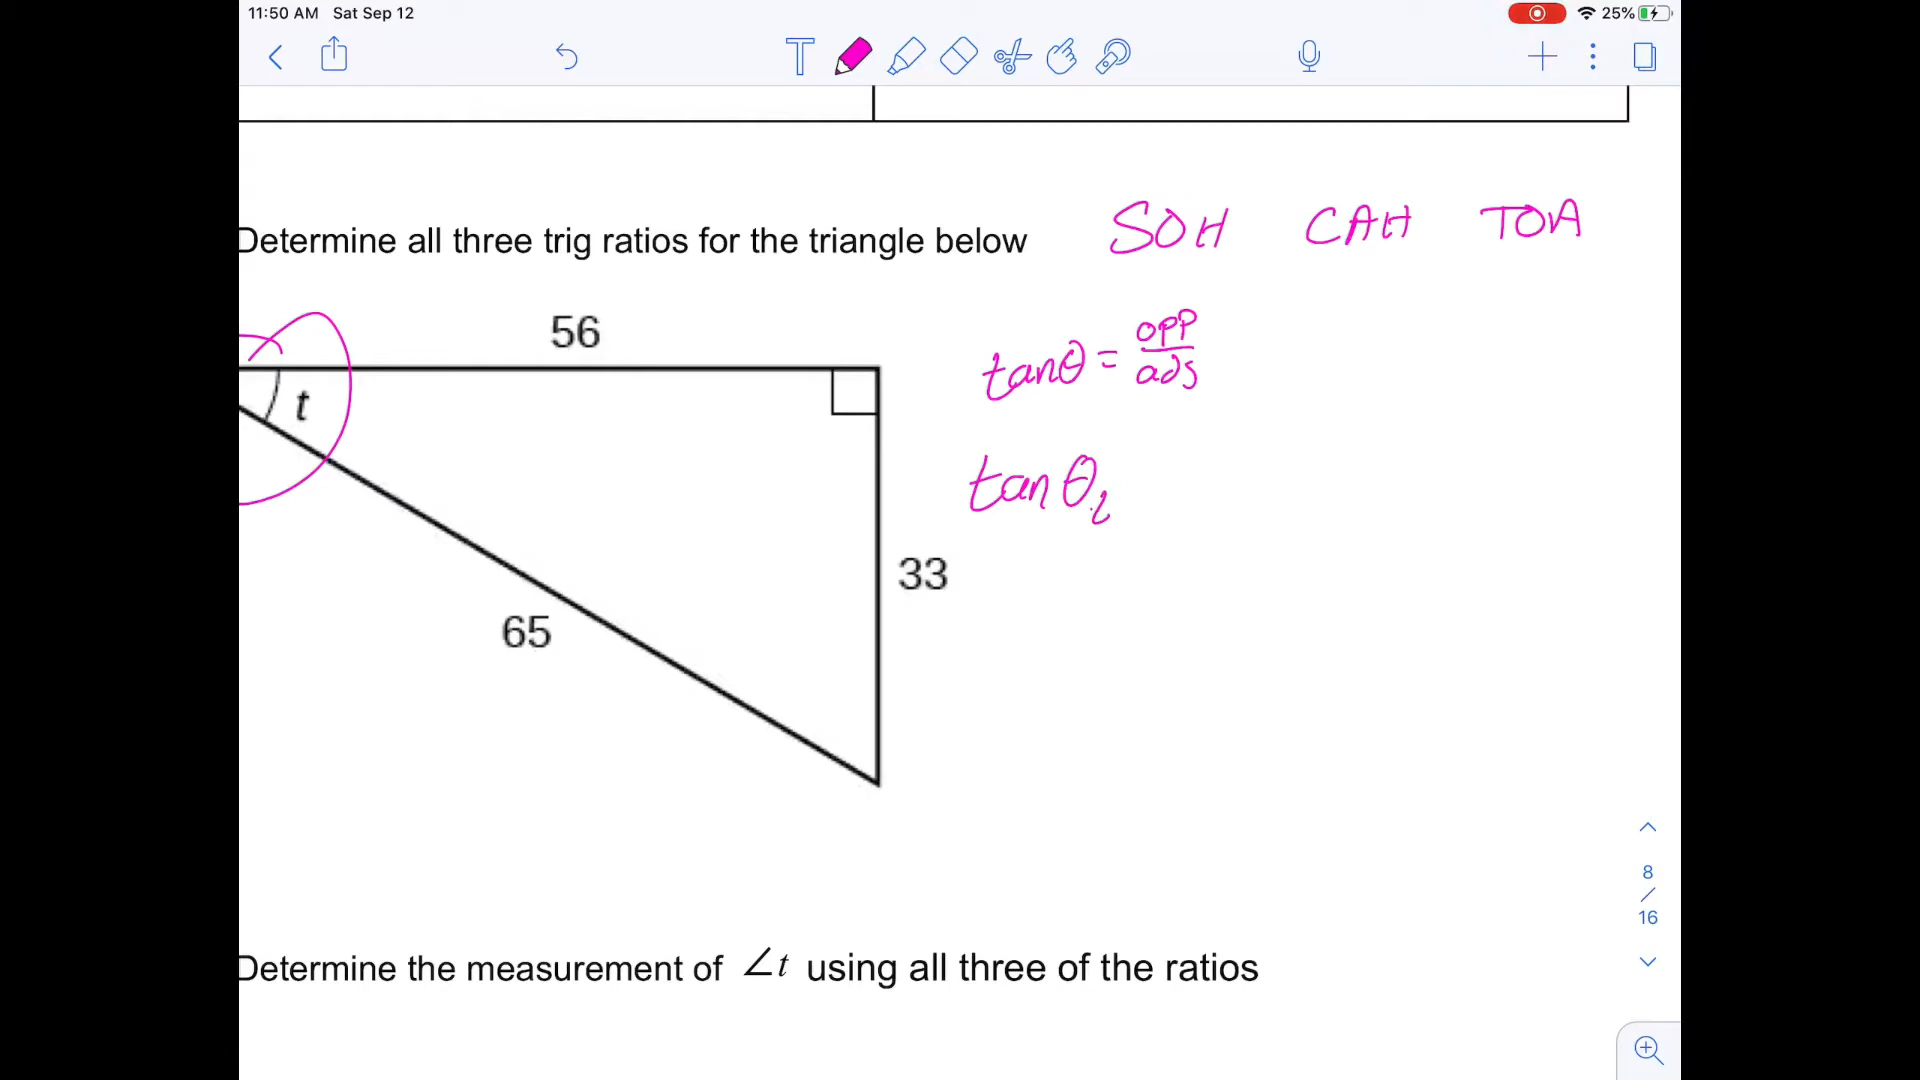 11:50 AM Sat Sep 12
25%
T
Determine all three trig ratios for the triangle below
SOH CAH TOA
56
tanθ = opp/adj
t
tan θ
33
65
8
/
16
Determine the measurement of ∠t using all three of the ratios